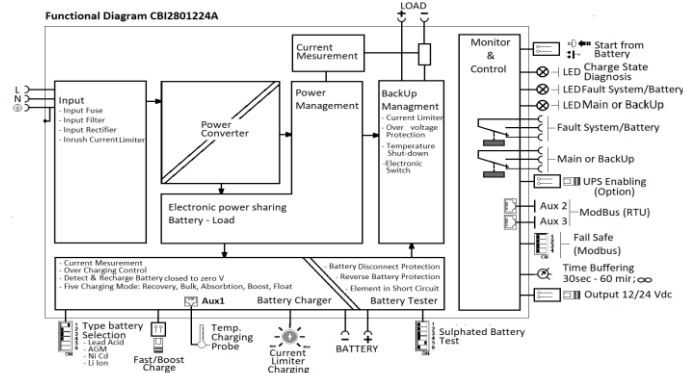 Functional Diagram CBI2801224A
LOAD
+ -
Current
Mesurement
Monitor
&
Control
Start from
Battery
LED Charge State
Diagnosis
LED Fault System/Battery
LED Main or BackUp
Fault System/Battery
Main or BackUp
UPS Enabling
(Option)
Aux 2
Aux 3
ModBus (RTU)
Fail Safe
(Modbus)
Time Buffering
30sec - 60 mir; ∞
Output 12/24 Vdc
L
N
Input
- Input Fuse
- Input Filter
- Input Rectifier
- Inrush Current Limiter
Power
Converter
Power
Management
BackUp
Managment
- Current Limiter
- Over voltage
Protection
- Temperature
Shut-down
-Electronic
Switch
Electronic power sharing
Battery - Load
- Current Mesurement
- Over Charging Control
- Detect & Recharge Battery closed to zero V
- Five Charging Mode: Recovery, Bulk, Absorbtion, Boost, Float
Aux1
Battery Charger
- Battery Disconnect Protection
- Reverse Battery Protection
- Element in Short Circuit
Battery Tester
Type battery
Selection
- Lead Acid
- AGM
- Ni Cd
- Li Ion
ON
Fast/Boost
Charge
Temp.
Charging
Probe
Current
Limiter
Charging
- +
BATTERY
Sulphated Battery
Test
ON